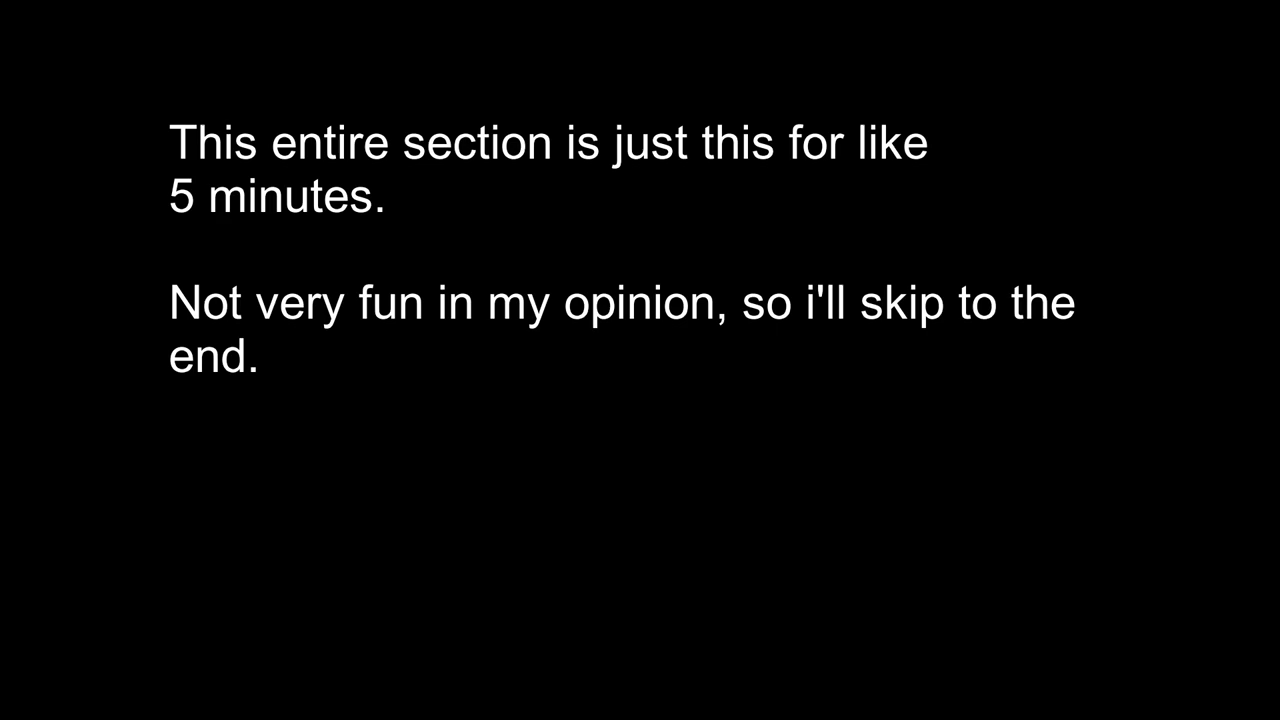 This entire section is just this for like
5 minutes.
Not very fun in my opinion, so i'll skip to the
end.